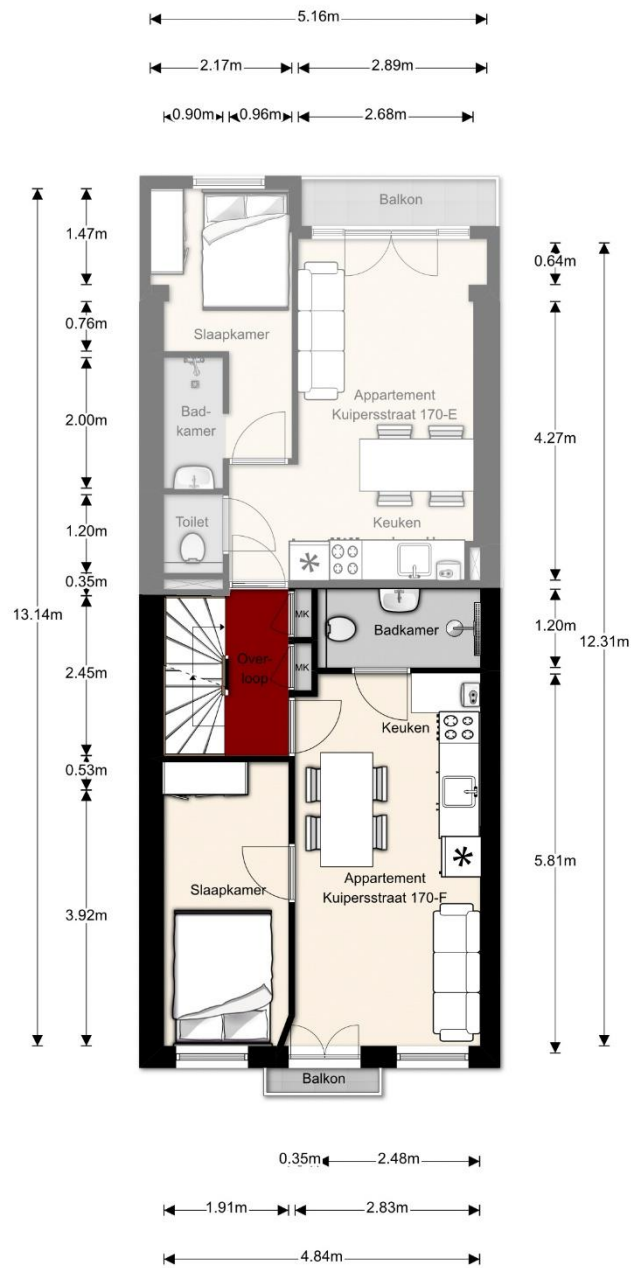 5.16m
2.17m
2.89m
0.90m
0.96m
2.68m
Balkon
1.47m
0.64m
0.76m
Slaapkamer
Appartement
Kuipersstraat 170-E
2.00m
Bad-
kamer
4.27m
1.20m
Toilet
Keuken
0.35m
13.14m
MK
Badkamer
1.20m
12.31m
2.45m
Over-
loop
MK
Keuken
0.53m
5.81m
Slaapkamer
Appartement
Kuipersstraat 170-F
3.92m
Balkon
0.35m
2.48m
1.91m
2.83m
4.84m